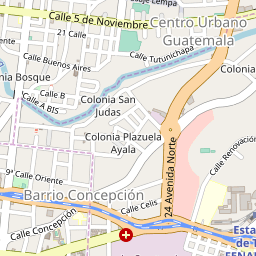 Pasaje Lempa
Calle 5 de Noviembre
Centro Urbano
Guatemala
21 Calle
Calle Tutunichapa
Calle Buenos Aires
Colonia
nia Bosque
Calle B
Calle A BIS
Colonia San
Judas
Colonia Plazuela
Ayala
24 Avenida Norte
Calle Renovación
9ª Calle Oriente
Barrio Concepción
Calle Celis
Calle Concepción
Esta
de T
FENA